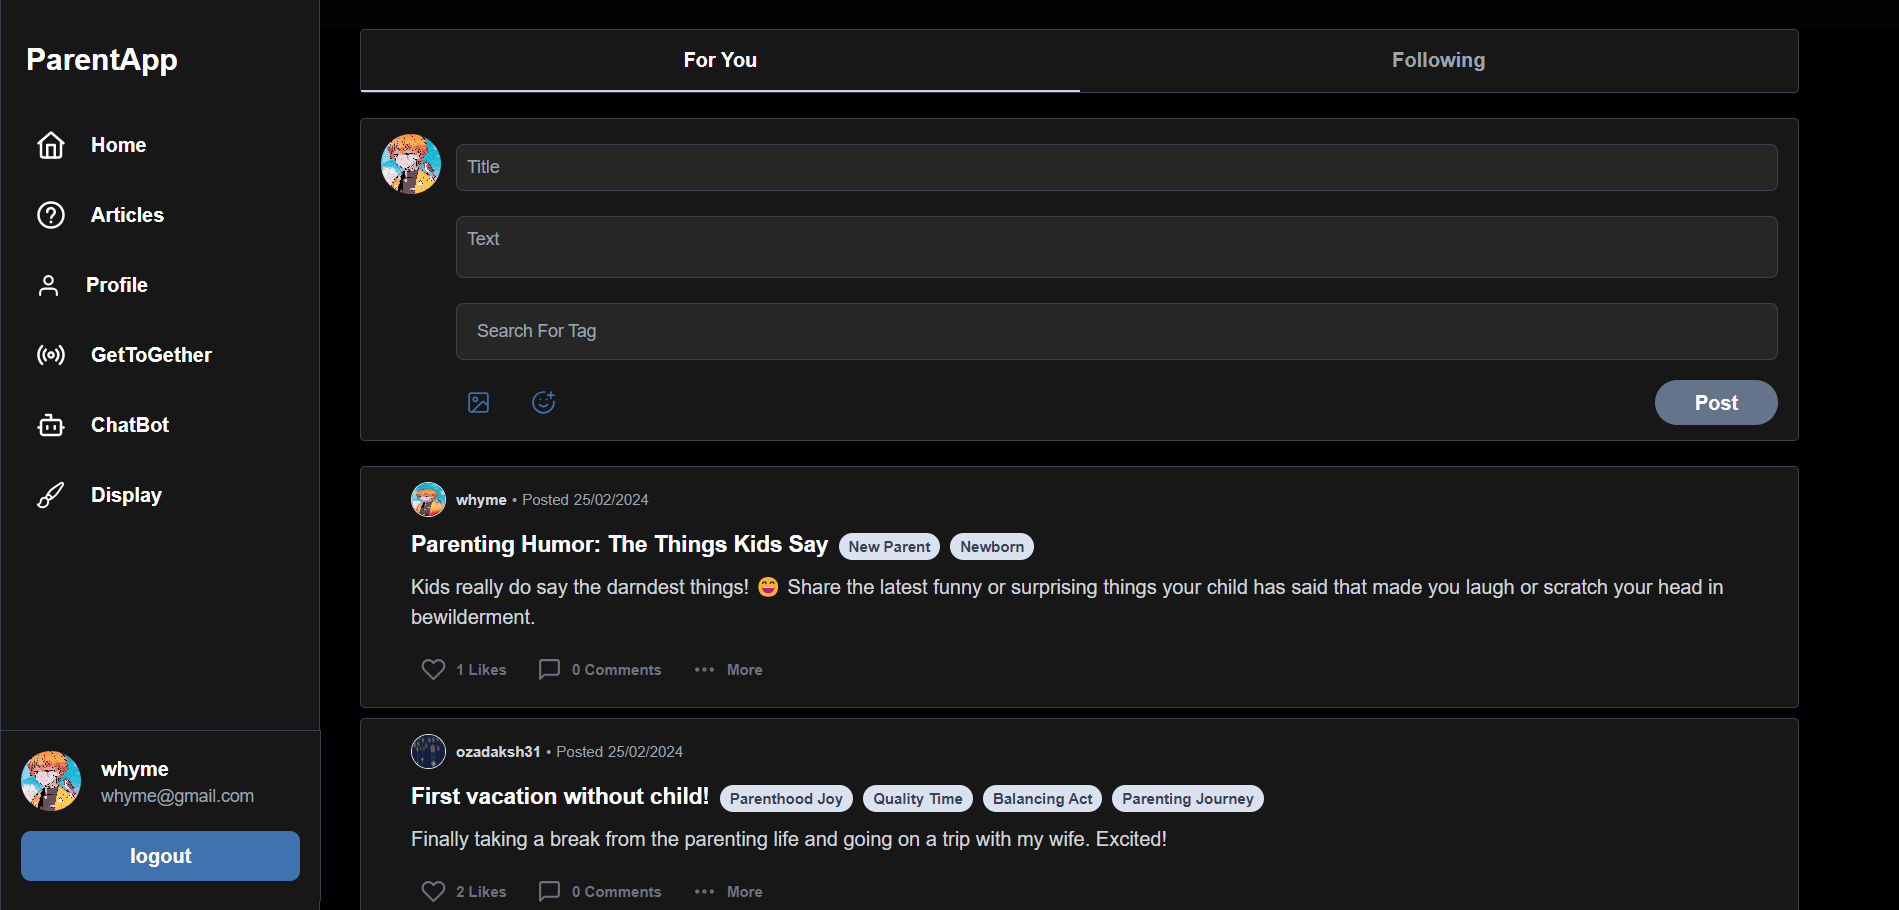 ParentApp
Home
Articles
Profile
GetToGether
ChatBot
Display
whyme
whyme@gmail.com
logout
For You
Following
Title
Text
Search For Tag
Post
whyme • Posted 25/02/2024
Parenting Humor: The Things Kids Say New Parent Newborn
Kids really do say the darndest things! 😄 Share the latest funny or surprising things your child has said that made you laugh or scratch your head in
bewilderment.
1 Likes 0 Comments More
ozadaksh31 • Posted 25/02/2024
First vacation without child! Parenthood Joy Quality Time Balancing Act Parenting Journey
Finally taking a break from the parenting life and going on a trip with my wife. Excited!
2 Likes 0 Comments More